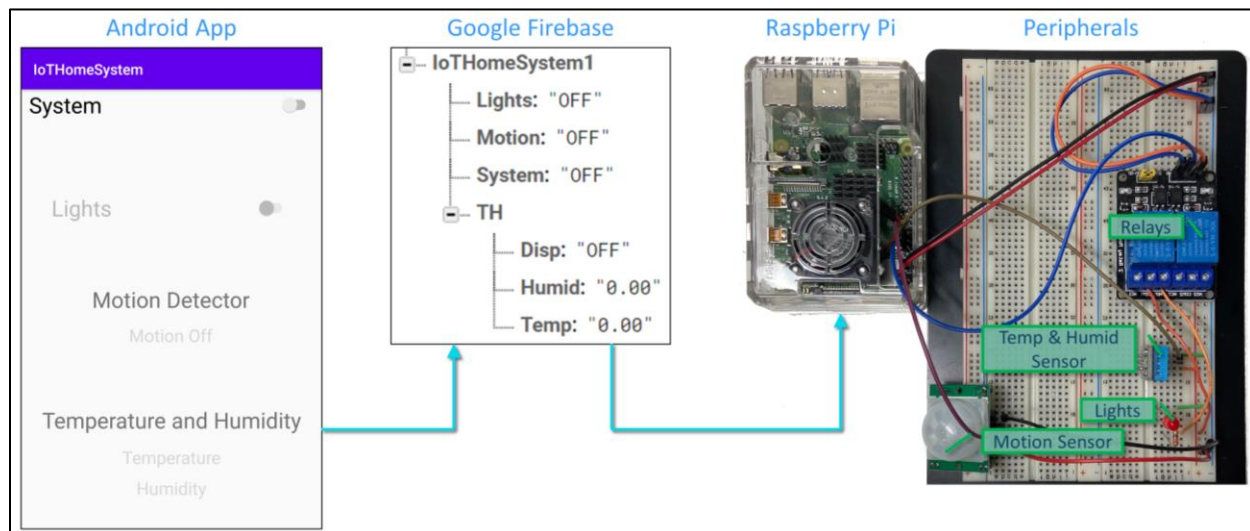 Android App
Google Firebase
Raspberry Pi
Peripherals
IoTHomeSystem
System
Lights
Motion Detector
Motion Off
Temperature and Humidity
Temperature
Humidity
IoTHomeSystem1
Lights: "OFF"
Motion: "OFF"
System: "OFF"
TH
Disp: "OFF"
Humid: "0.00"
Temp: "0.00"
Relays
Temp & Humid
Sensor
Lights
Motion Sensor